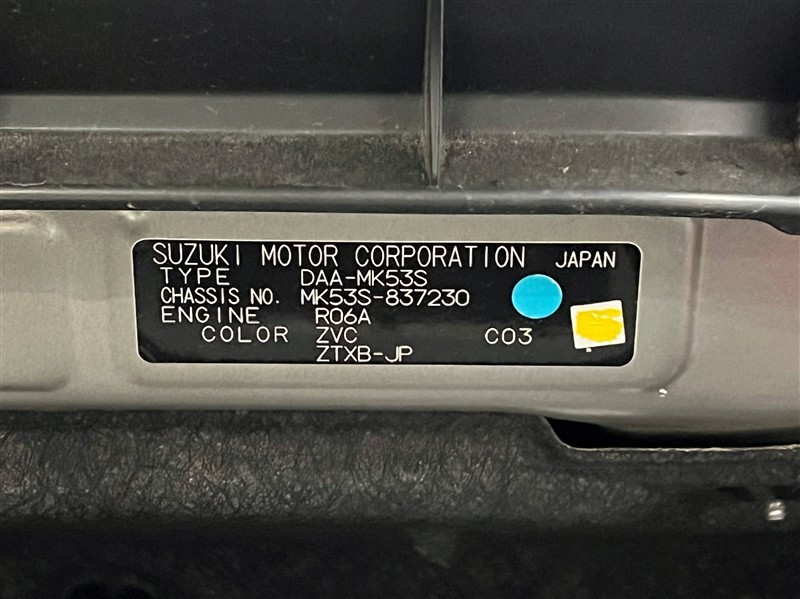 SUZUKI MOTOR CORPORATION JAPAN
TYPE DAA-MK53S
CHASSIS NO. MK53S-837230
ENGINE R06A
COLOR ZVC C03
ZTXB-JP